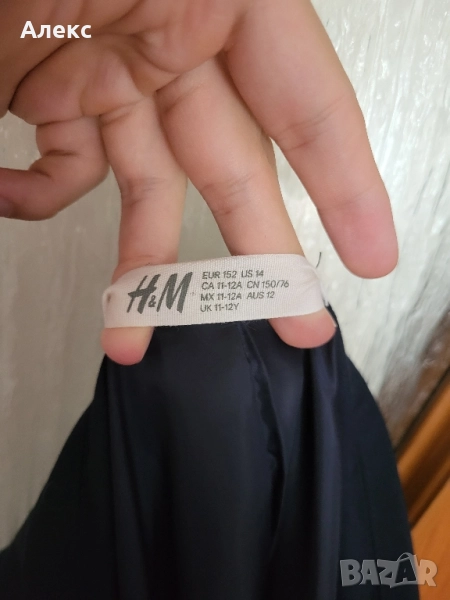 Алекс
H&M
EUR 152 US 14
CA 11-12A CN 150/76
MX 11-12A AUS 12
UK 11-12Y
BAZAR